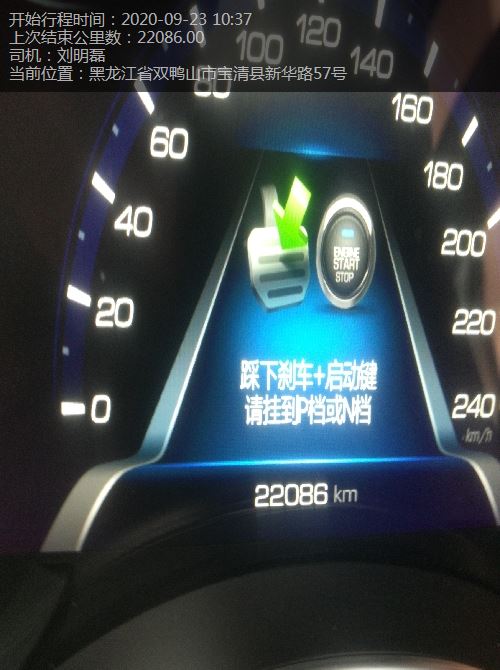 开始行程时间：2020-09-23 10:37
上次结束公里数：22086.00
司机：刘明磊
当前位置：黑龙江省双鸭山市宝清县新华路57号
0
20
40
60
80
100
120
140
160
180
200
220
240
km/h
ENGINE
START
STOP
踩下刹车+启动键
请挂到P档或N档
22086 km